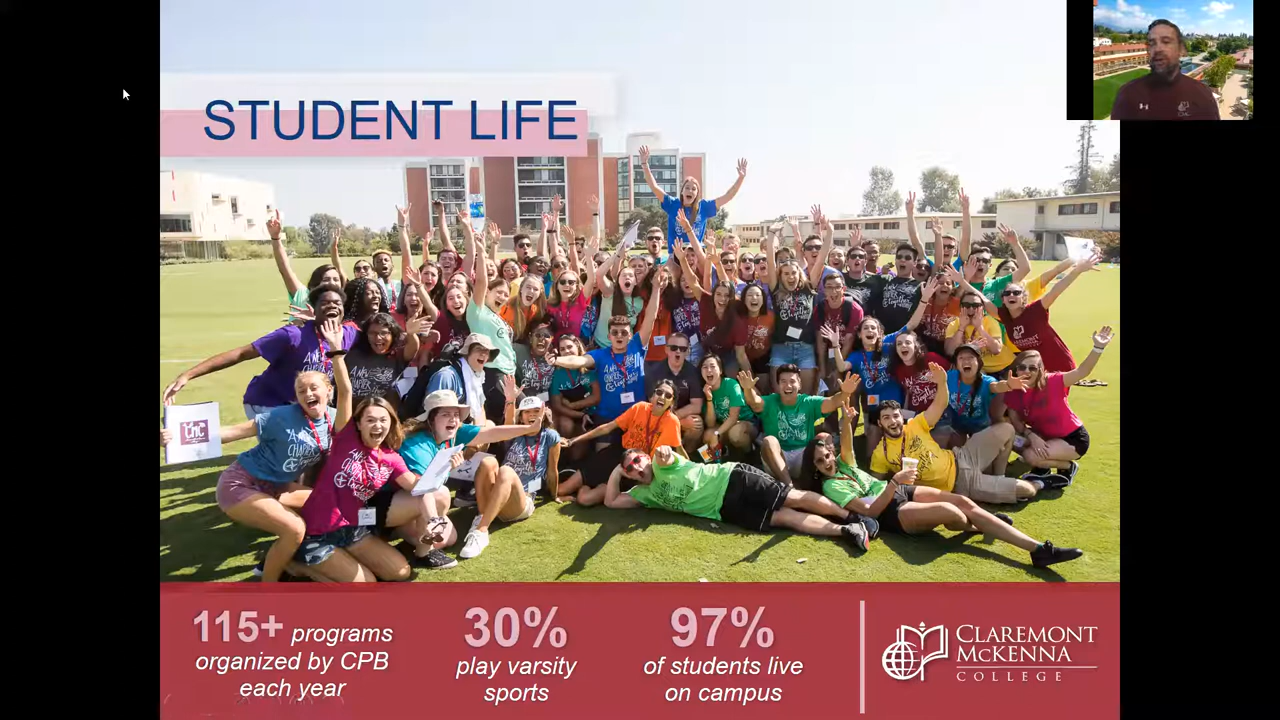 STUDENT LIFE
CMC
115+ programs
organized by CPB
each year
30%
play varsity
sports
97%
of students live
on campus
CLAREMONT
MCKENNA
COLLEGE